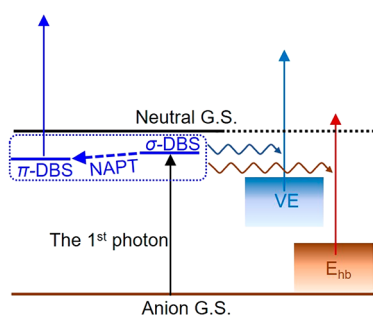 Neutral G.S.
σ-DBS
π-DBS
NAPT
VE
The 1st photon
Ehb
Anion G.S.